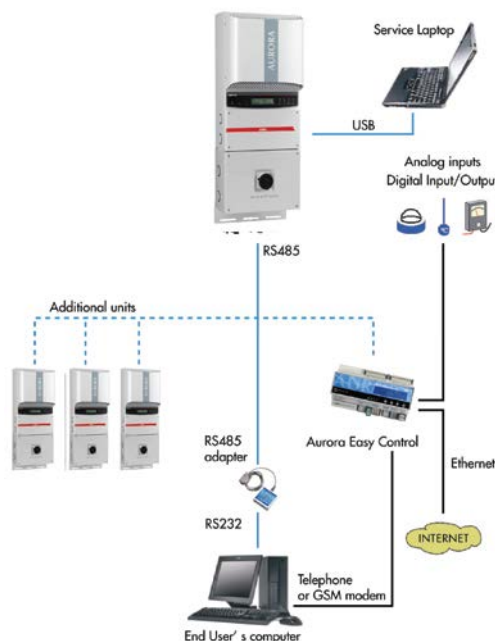 AURORA
Service Laptop
USB
Analog inputs
Digital Input/Outpu
RS485
Additional units
Aurora Easy Control
RS485
adapter
Ethernet
RS232
INTERNET
Telephone
or GSM modem
End User' s computer